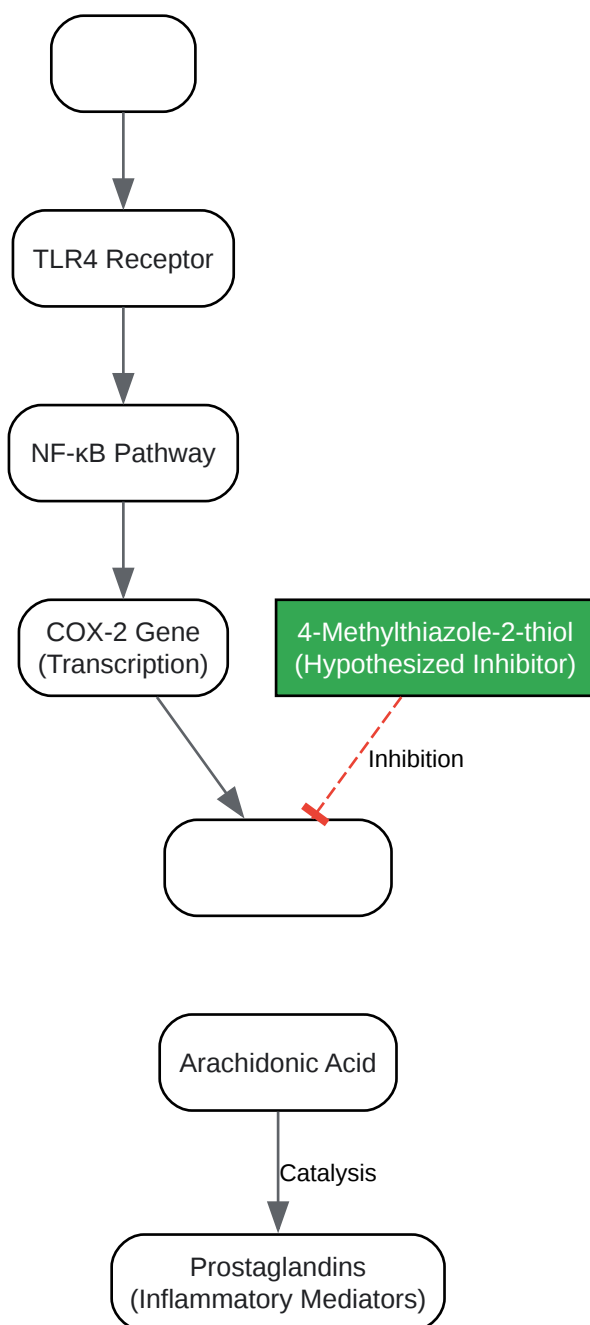 TLR4 Receptor
NF-κB Pathway
COX-2 Gene
(Transcription)
4-Methylthiazole-2-thiol
(Hypothesized Inhibitor)
Inhibition
Arachidonic Acid
Catalysis
Prostaglandins
(Inflammatory Mediators)